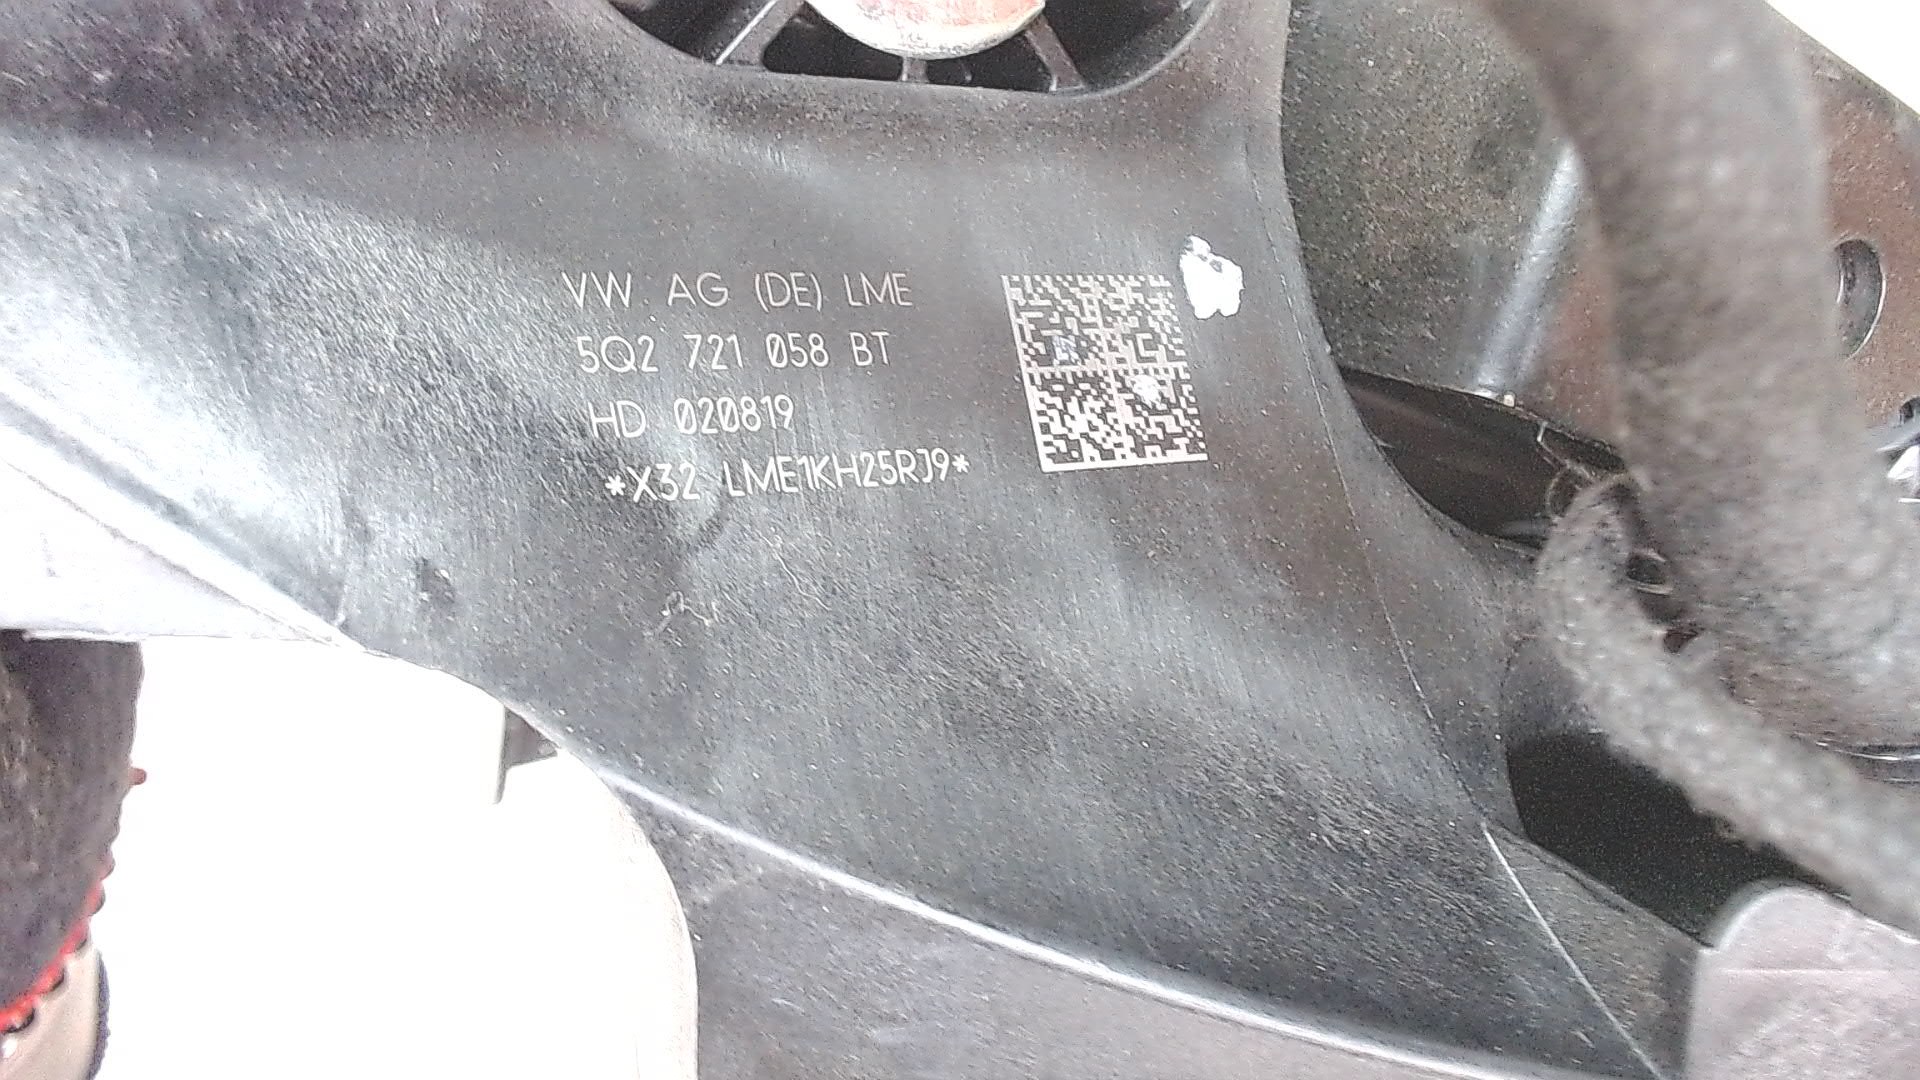 VW AG (DE) LME
5Q2 721 058 BT
HD 020819
*X32 LME1KH25RJ9*